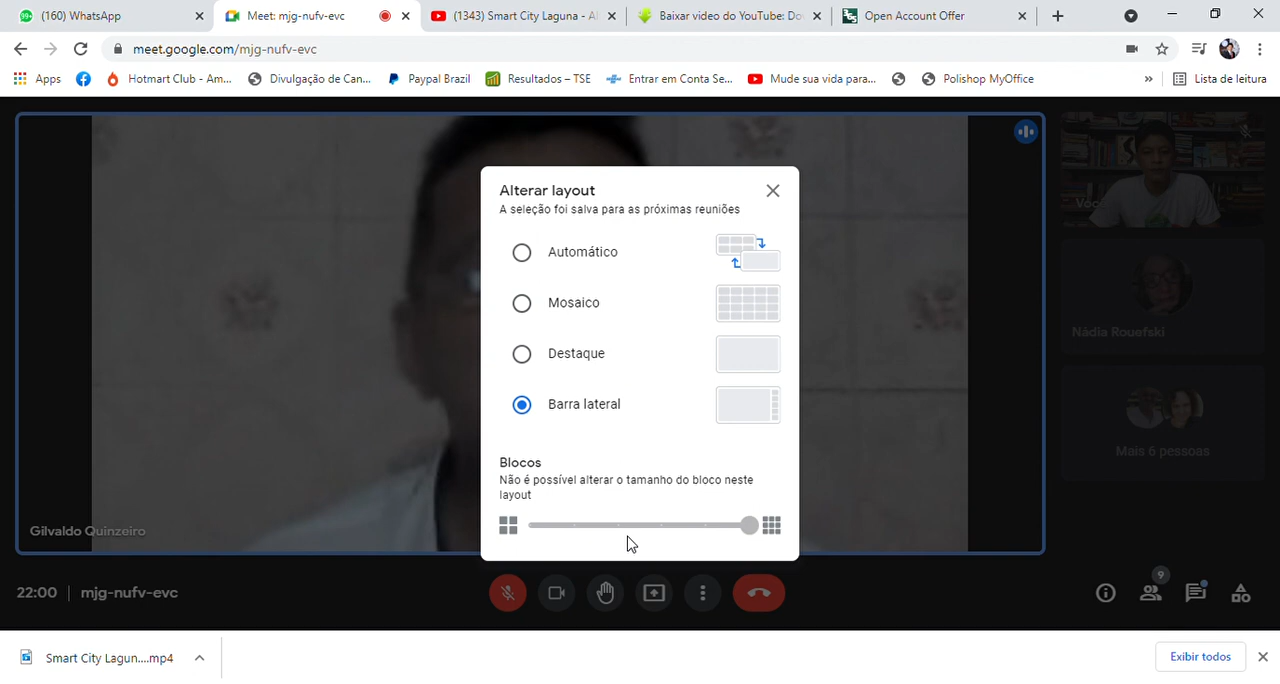 (160) WhatsApp
Meet: mjg-nufv-evc
(1343) Smart City Laguna - A
Baixar video do YouTube: Do
Open Account Offer
meet.google.com/mjg-nufv-evc
Apps
Hotmart Club - Am...
Divulgação de Can...
Paypal Brazil
Resultados – TSE
Entrar em Conta Se...
Mude sua vida para...
Polishop MyOffice
»
Lista de leitura
Alterar layout
A seleção foi salva para as próximas reuniões
Automático
Mosaico
Destaque
Barra lateral
Blocos
Não é possível alterar o tamanho do bloco neste
layout
Você
Nádia Rouefski
Mais 6 pessoas
Gilvaldo Quinzeiro
22:00 | mjg-nufv-evc
9
Smart City Lagun....mp4
Exibir todos